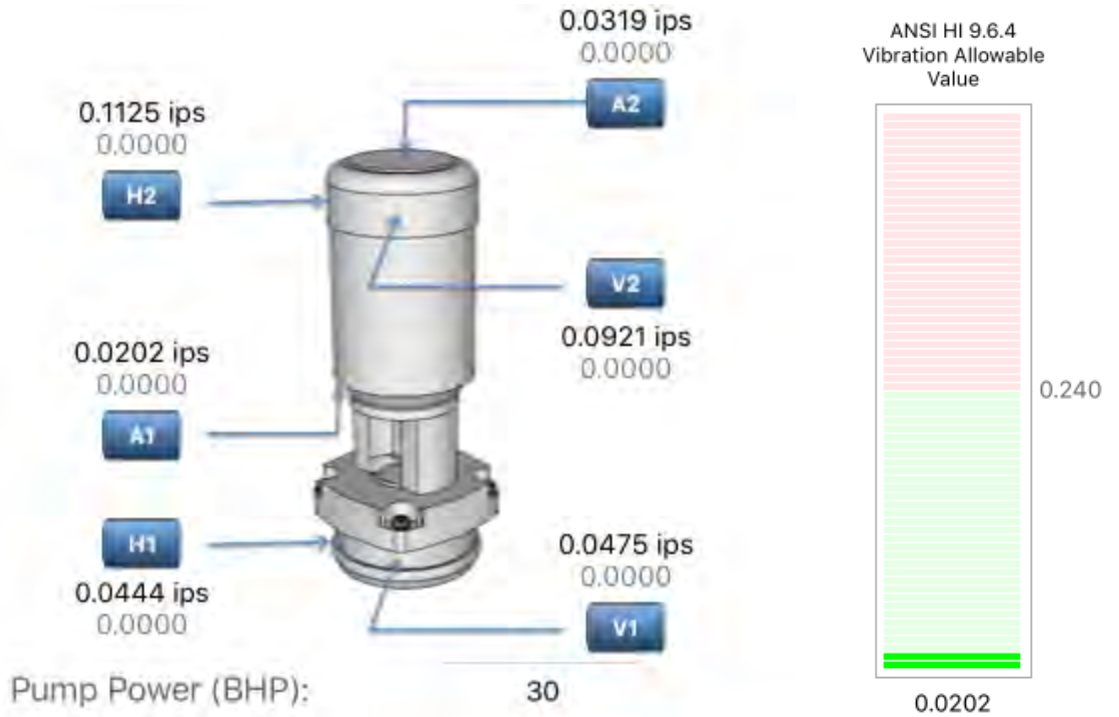 0.0319 ips
0.0000
A2
0.1125 ips
0.0000
H2
V2
0.0921 ips
0.0000
0.0202 ips
0.0000
A1
H1
0.0444 ips
0.0000
0.0475 ips
0.0000
V1
Pump Power (BHP): 30
ANSI HI 9.6.4
Vibration Allowable
Value
0.240
0.0202